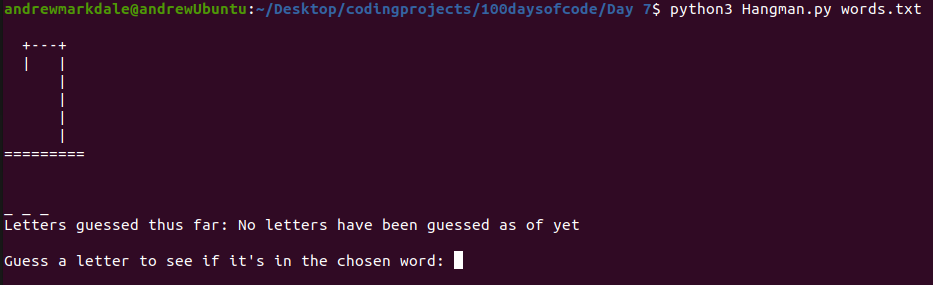 andrewmarkdale@andrewUbuntu:~/Desktop/codingprojects/100daysofcode/Day 7$ python3 Hangman.py words.txt
  +---+
  |   |
      |
      |
      |
      |
=========
_ _ _
Letters guessed thus far: No letters have been guessed as of yet
Guess a letter to see if it's in the chosen word: